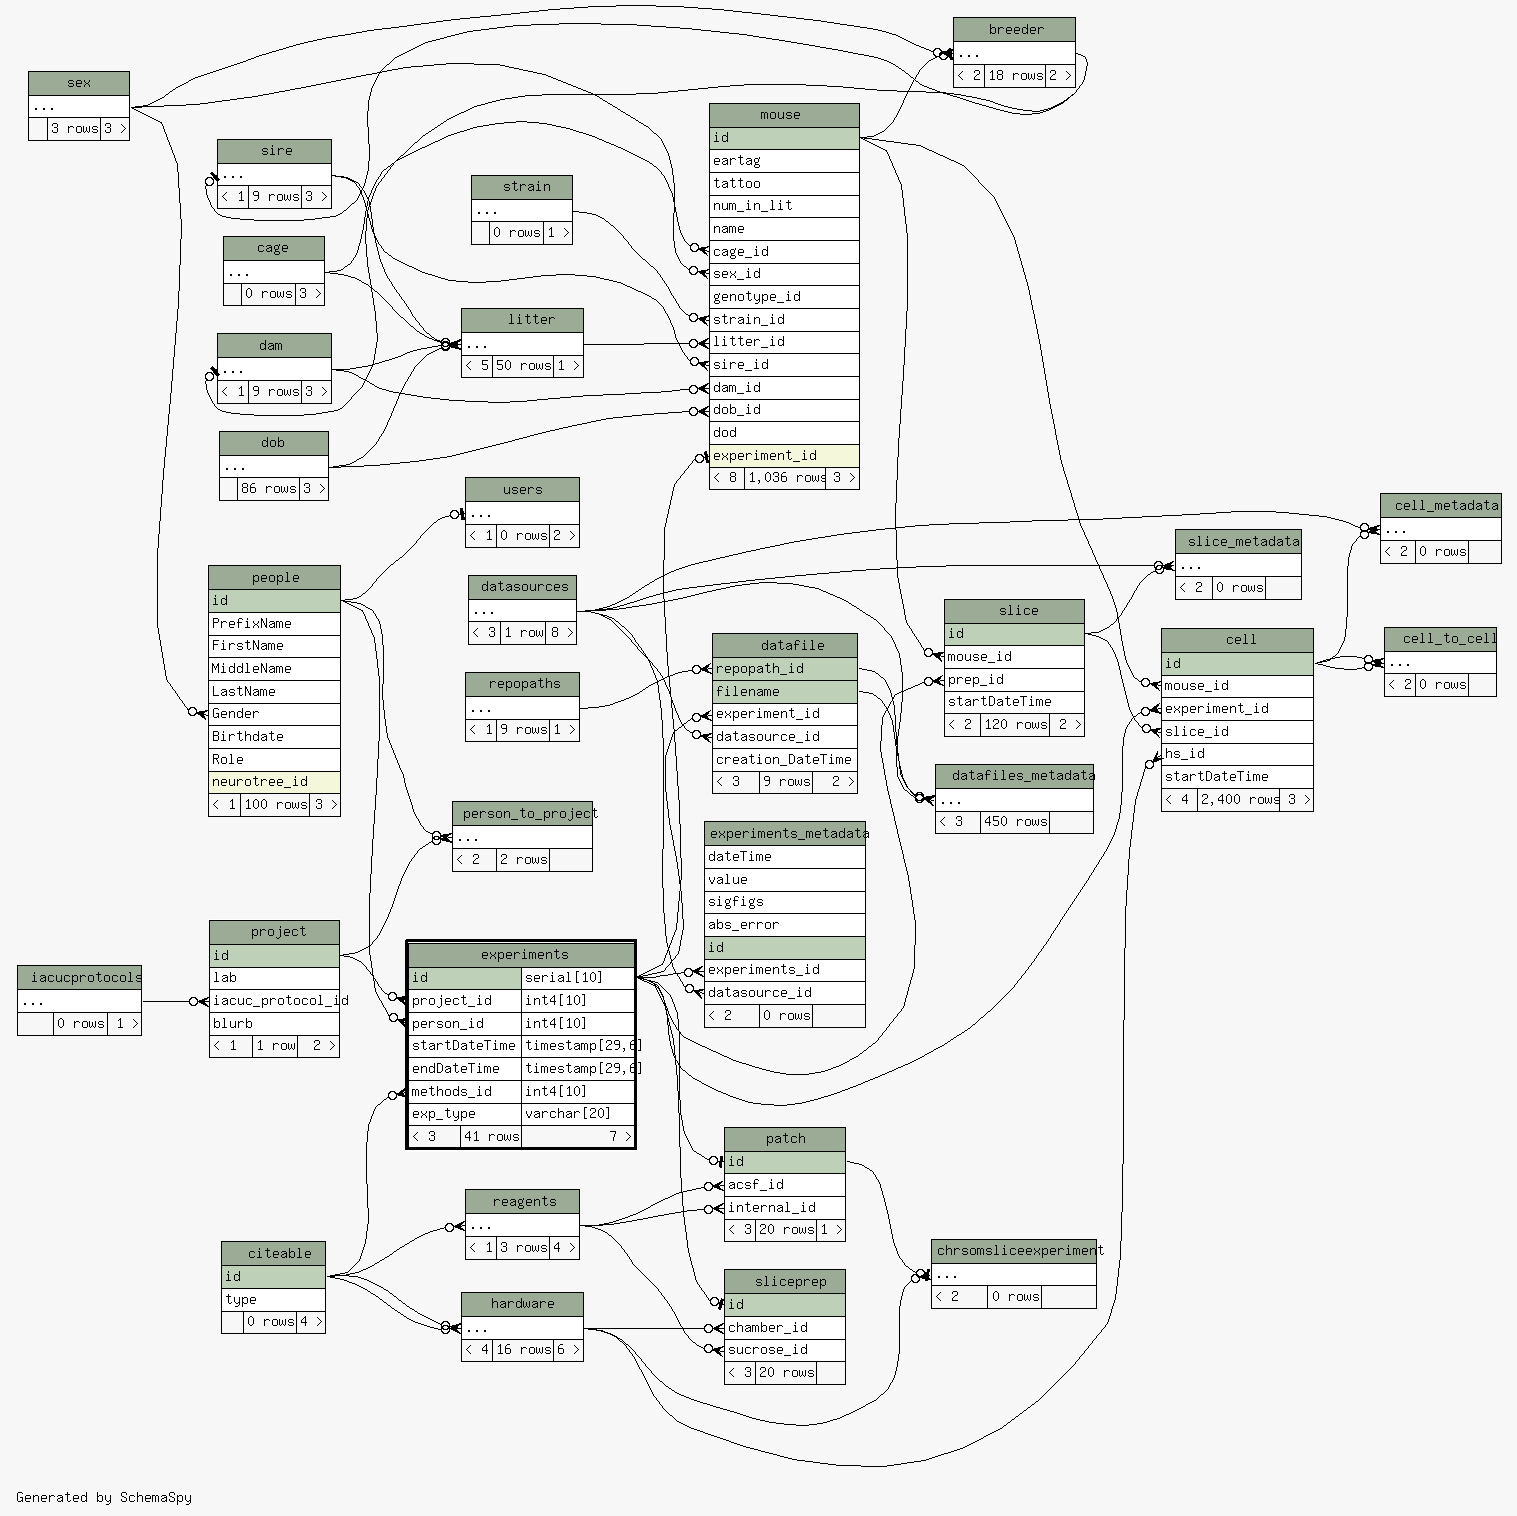 breeder
...
< 2 18 rows 2 >
sex
...
3 rows 3 >
mouse
id
eartag
tattoo
num_in_lit
name
cage_id
sex_id
genotype_id
strain_id
litter_id
sire_id
dam_id
dob_id
dod
experiment_id
< 8 1,036 rows 3 >
sire
...
< 1 9 rows 3 >
strain
...
0 rows 1 >
cage
...
0 rows 3 >
litter
...
< 5 50 rows 1 >
dam
...
< 1 9 rows 3 >
dob
...
86 rows 3 >
users
...
< 1 0 rows 2 >
cell_metadata
...
< 2 0 rows
slice_metadata
...
< 2 0 rows
people
id
PrefixName
FirstName
MiddleName
LastName
Gender
Birthdate
Role
neurotree_id
< 1 100 rows 3 >
datasources
...
< 3 1 row 8 >
slice
id
mouse_id
prep_id
startDateTime
< 2 120 rows 2 >
cell
id
mouse_id
experiment_id
slice_id
hs_id
startDateTime
< 4 2,400 rows 3 >
cell_to_cell
...
< 2 0 rows
datafile
repopath_id
filename
experiment_id
datasource_id
creation_DateTime
< 3 9 rows 2 >
repopaths
...
< 1 9 rows 1 >
datafiles_metadata
...
< 3 450 rows
person_to_project
...
< 2 2 rows
experiments_metadata
dateTime
value
sigfigs
abs_error
id
experiments_id
datasource_id
< 2 0 rows
project
id
lab
iacuc_protocol_id
blurb
< 1 1 row 2 >
iacucprotocols
...
0 rows 1 >
experiments
id serial[10]
project_id int4[10]
person_id int4[10]
startDateTime timestamp[29,6]
endDateTime timestamp[29,6]
methods_id int4[10]
exp_type varchar[20]
< 3 41 rows 7 >
patch
id
acsf_id
internal_id
< 3 20 rows 1 >
reagents
...
< 1 3 rows 4 >
citeable
id
type
0 rows 4 >
chrsomsliceexperiment
...
< 2 0 rows
sliceprep
id
chamber_id
sucrose_id
< 3 20 rows
hardware
...
< 4 16 rows 6 >
Generated by SchemaSpy